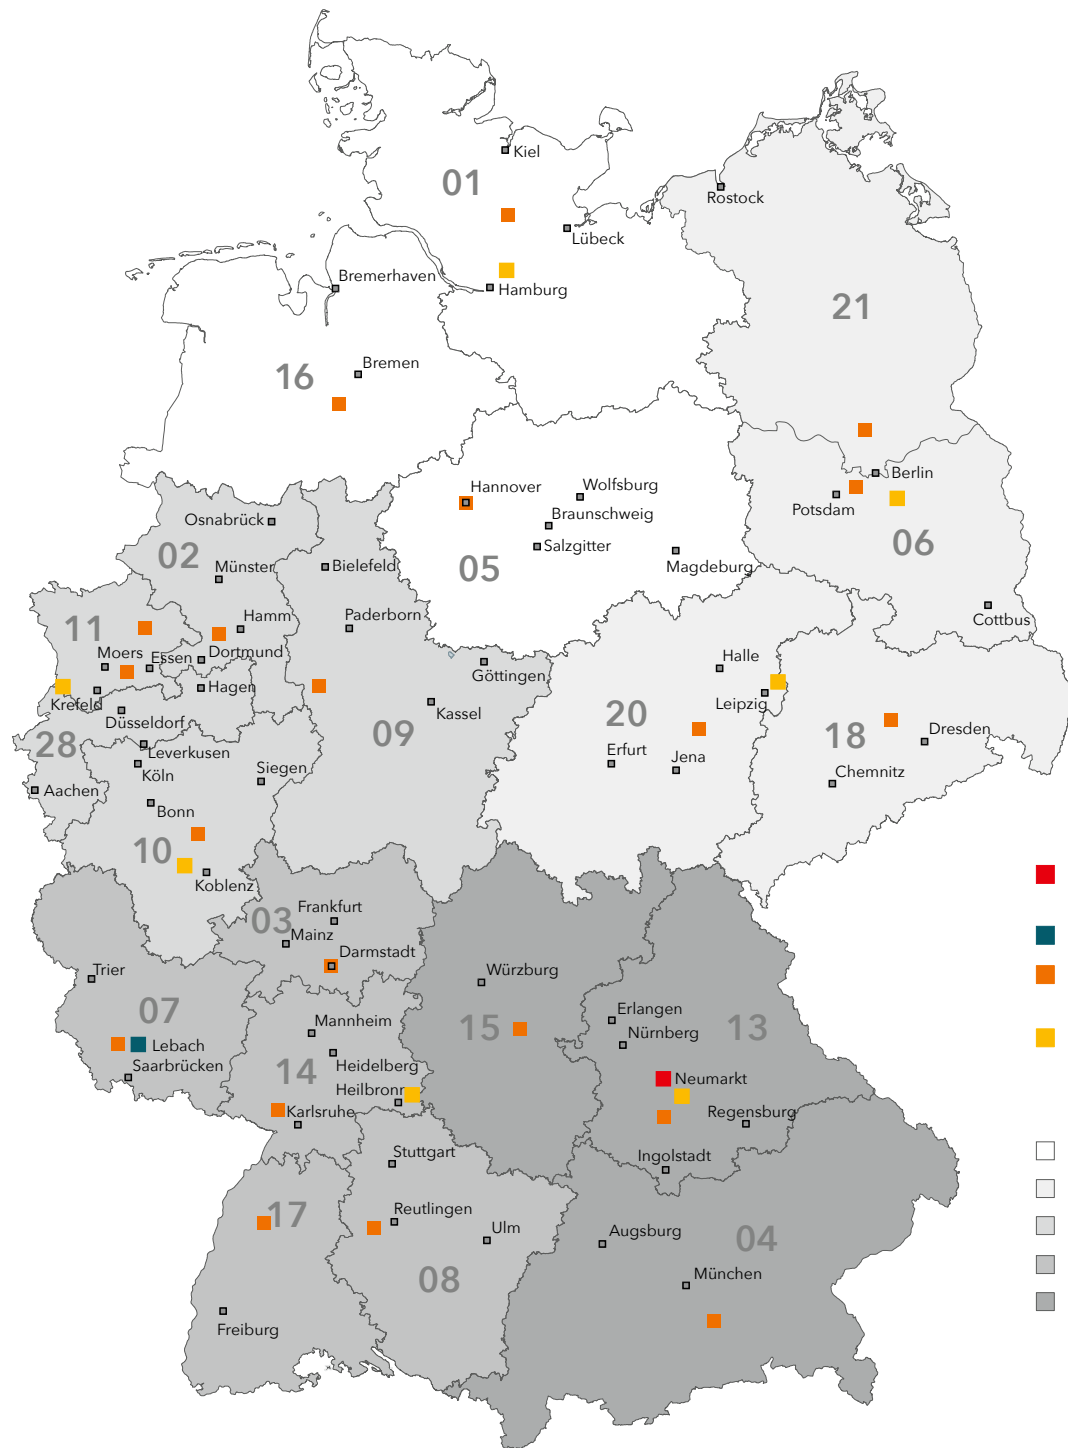 Kiel
01
Rostock
Lübeck
Bremerhaven
Hamburg
21
Bremen
16
Berlin
Hannover
Wolfsburg
Potsdam
Osnabrück
Braunschweig
06
02
Salzgitter
Münster
Bielefeld
05
Magdeburg
Hamm
Paderborn
Cottbus
11
Moers
Essen
Dortmund
Göttingen
Halle
Krefeld
Hagen
Leipzig
Düsseldorf
Kassel
20
28
09
18
Dresden
Leverkusen
Köln
Siegen
Erfurt
Jena
Chemnitz
Aachen
Bonn
10
Koblenz
Frankfurt
03
Mainz
Darmstadt
Trier
Würzburg
07
Erlangen
15
13
Mannheim
Nürnberg
Lebach
Saarbrücken
14
Heidelberg
Neumarkt
Heilbronn
Karlsruhe
Regensburg
Stuttgart
Ingolstadt
17
Reutlingen
Ulm
Augsburg
04
08
München
Freiburg